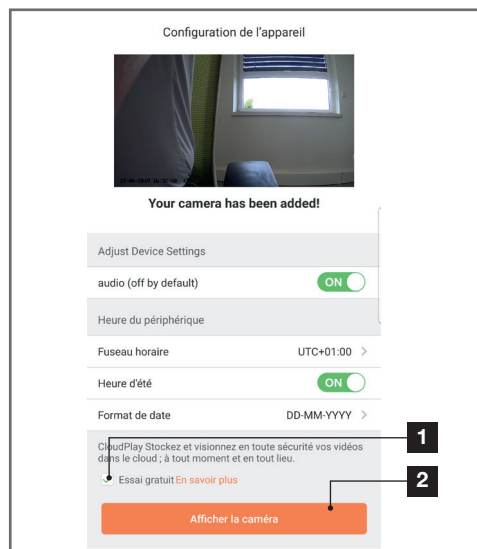 Configuration de l'appareil
Your camera has been added!
Adjust Device Settings
audio (off by default)
ON
Heure du périphérique
Fuseau horaire
UTC+01:00 >
Heure d'été
ON
Format de date
DD-MM-YYYY >
CloudPlay Stockez et visionnez en toute sécurité vos vidéos
dans le cloud ; à tout moment et en tout lieu.
1
Essai gratuit En savoir plus
2
Afficher la caméra